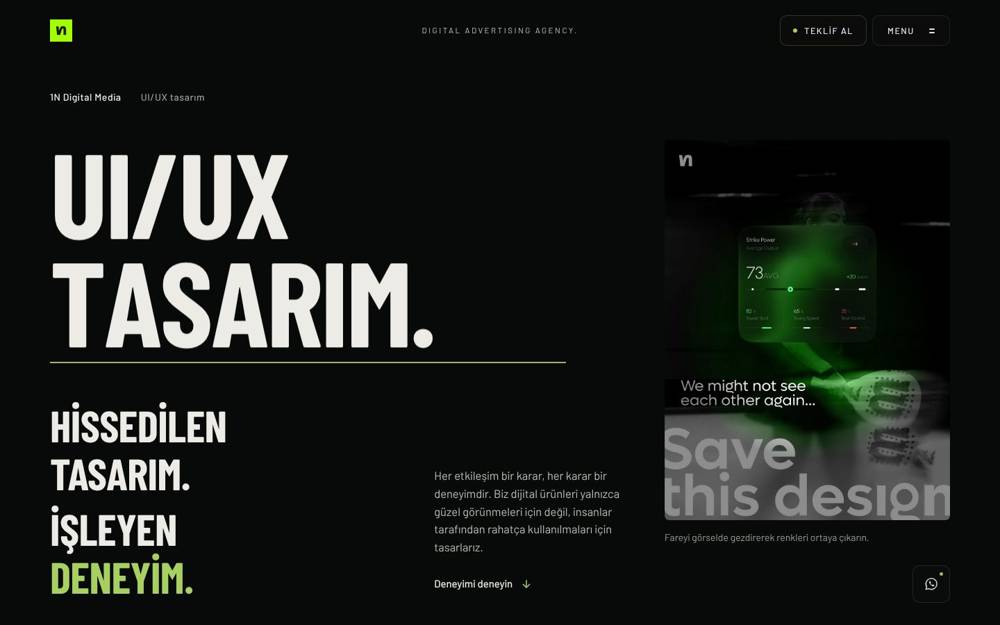 DIGITAL ADVERTISING AGENCY.
TEKLİF AL
MENU
1N Digital Media
UI/UX tasarım
UI/UX
TASARIM.
HİSSEDİLEN
TASARIM.
İŞLEYEN
DENEYİM.
Her etkileşim bir karar, her karar bir
deneyimdir. Biz dijital ürünleri yalnızca
güzel görünmeleri için değil, insanlar
tarafından rahatça kullanılmaları için
tasarlarız.
Deneyimi deneyin
Strike Power
73 AVG
We might not see
each other again...
Save
this design
Fareyi görselde gezdirerek renkleri ortaya çıkarın.